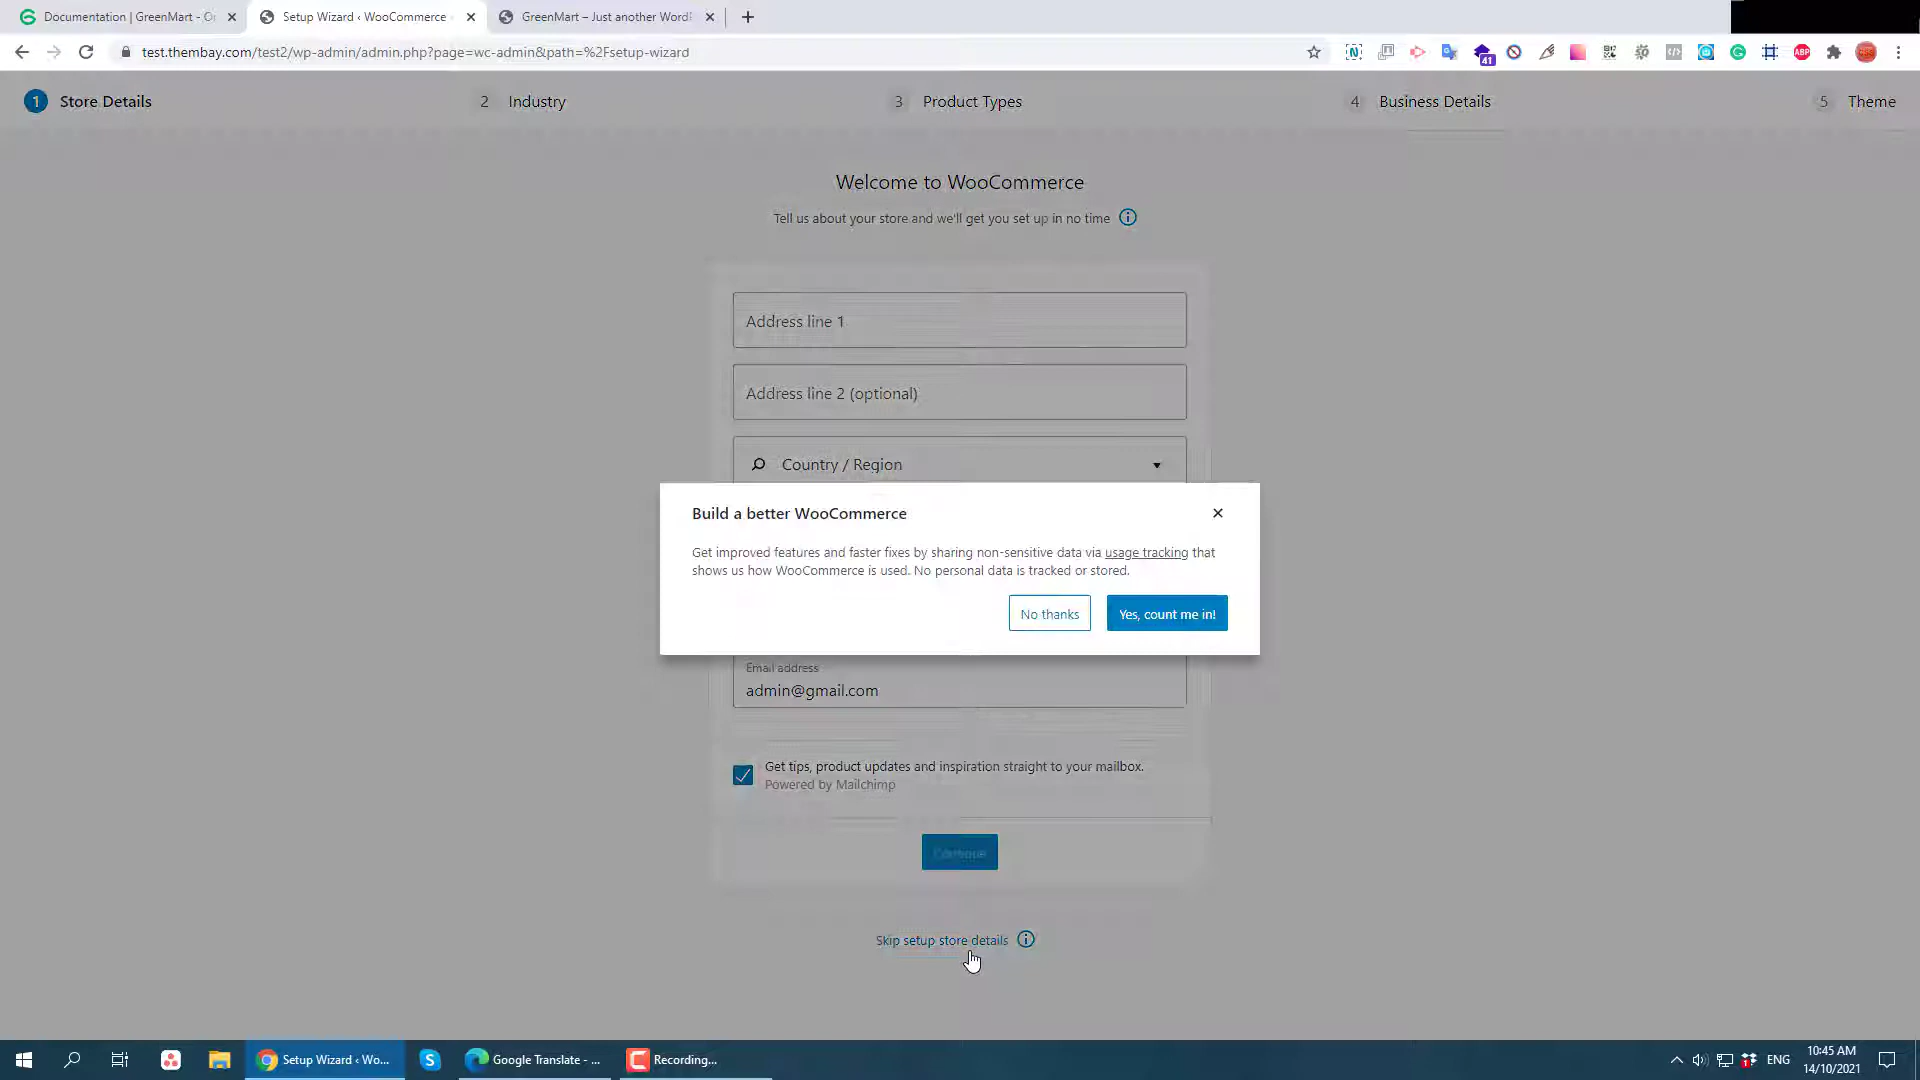 Documentation | GreenMart - O
Setup Wizard ‹ WooCommerce
GreenMart – Just another WordP
test.thembay.com/test2/wp-admin/admin.php?page=wc-admin&path=%2Fsetup-wizard
41
ABP
1 Store Details
2 Industry
3 Product Types
4 Business Details
5 Theme
Welcome to WooCommerce
Tell us about your store and we'll get you set up in no time
Address line 1
Address line 2 (optional)
Country / Region
Build a better WooCommerce
Get improved features and faster fixes by sharing non-sensitive data via usage tracking that
shows us how WooCommerce is used. No personal data is tracked or stored.
No thanks
Yes, count me in!
Email address
admin@gmail.com
Get tips, product updates and inspiration straight to your mailbox.
Powered by Mailchimp
Continue
Skip setup store details
Setup Wizard ‹ Wo...
Google Translate - ...
Recording...
ENG
10:45 AM
14/10/2021